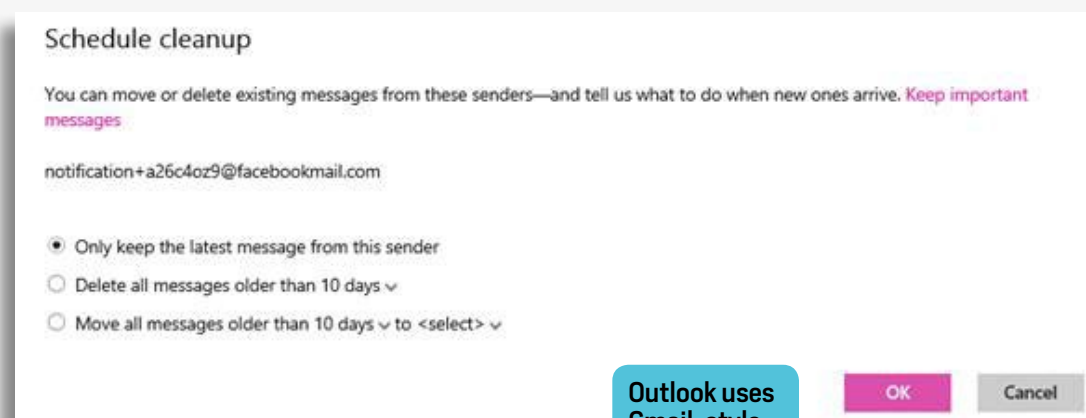 Schedule cleanup
You can move or delete existing messages from these senders—and tell us what to do when new ones arrive. Keep important
messages
notification+a26c4oz9@facebookmail.com
Only keep the latest message from this sender
Delete all messages older than 10 days
Move all messages older than 10 days to <select>
OK Cancel
Outlook uses
Gmail-style